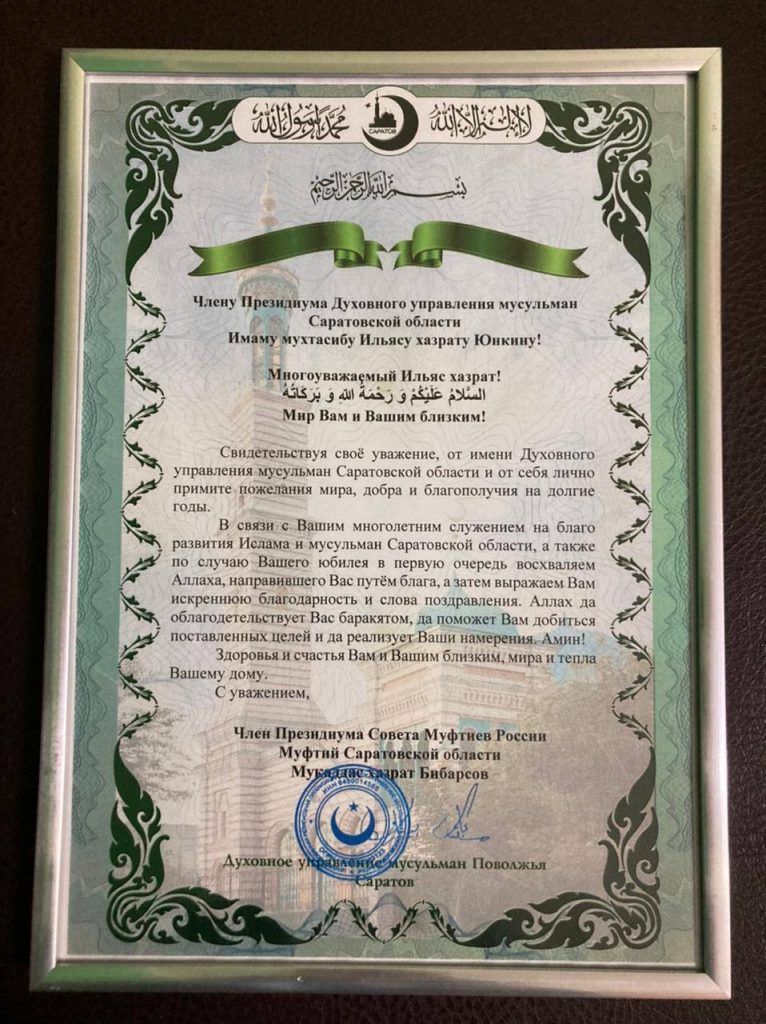 محمد رسول الله
لا إله إلا الله
САРАТОВ
بسم الله الرحمن الرحيم
Члену Президиума Духовного управления мусульман
Саратовской области
Имаму мухтасибу Ильясу хазрату Юнкину!
Многоуважаемый Ильяс хазрат!
السَّلامُ عَلَيْكُمْ وَ رَحْمَةُ اللهِ وَ بَرَكَاتُهُ
Мир Вам и Вашим близким!
Свидетельствуя своё уважение, от имени Духовного
управления мусульман Саратовской области и от себя лично
примите пожелания мира, добра и благополучия на долгие
годы.
В связи с Вашим многолетним служением на благо
развития Ислама и мусульман Саратовской области, а также
по случаю Вашего юбилея в первую очередь восхваляем
Аллаха, направившего Вас путём блага, а затем выражаем Вам
искреннюю благодарность и слова поздравления. Аллах да
облагодетельствует Вас баракятом, да поможет Вам добиться
поставленных целей и да реализует Ваши намерения. Амин!
Здоровья и счастья Вам и Вашим близким, мира и тепла
Вашему дому.
С уважением,
Член Президиума Совета Муфтиев России
Муфтий Саратовской области
Мукаддас хазрат Бибарсов
Духовное управление мусульман Поволжья
Саратов